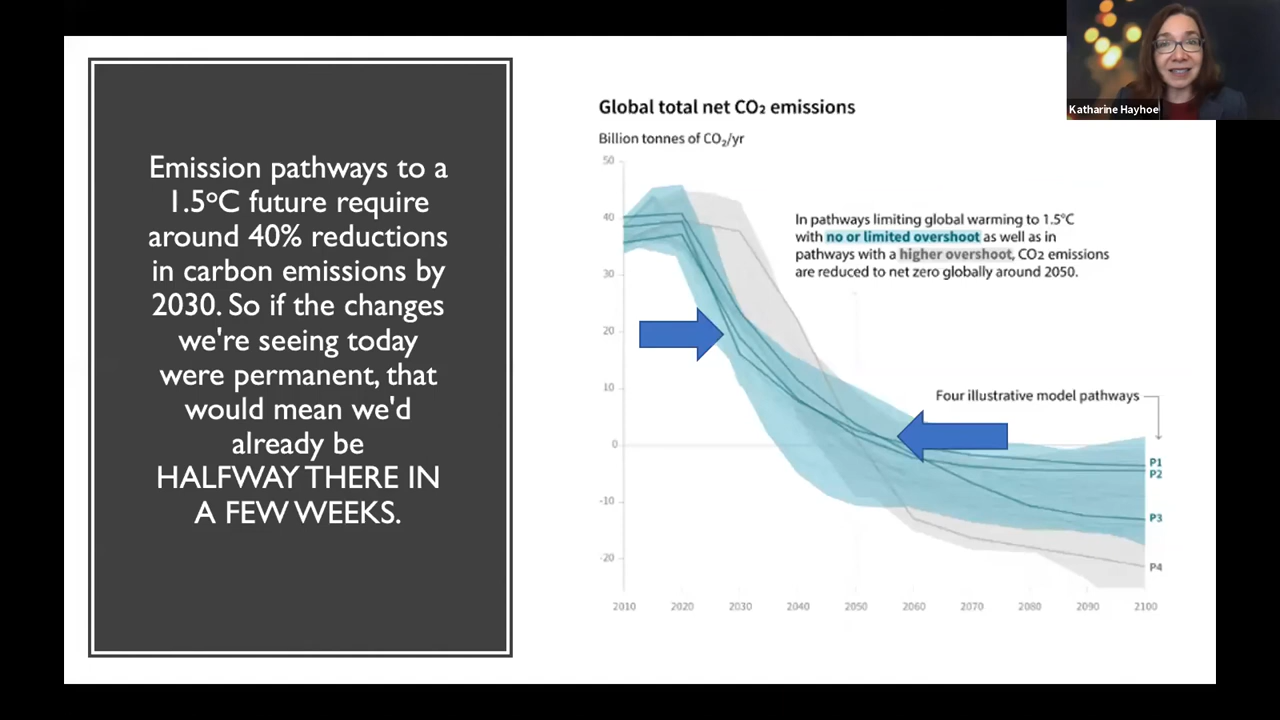 Katharine Hayhoe
Emission pathways to a
1.5ºC future require
around 40% reductions
in carbon emissions by
2030. So if the changes
we're seeing today
were permanent, that
would mean we'd
already be
HALFWAY THERE IN
A FEW WEEKS.
Global total net CO₂ emissions
Billion tonnes of CO₂/yr
50
40
30
20
10
0
-10
-20
In pathways limiting global warming to 1.5°C
with no or limited overshoot as well as in
pathways with a higher overshoot, CO2 emissions
are reduced to net zero globally around 2050.
Four illustrative model pathways
P1
P2
P3
P4
2010 2020 2030 2040 2050 2060 2070 2080 2090 2100